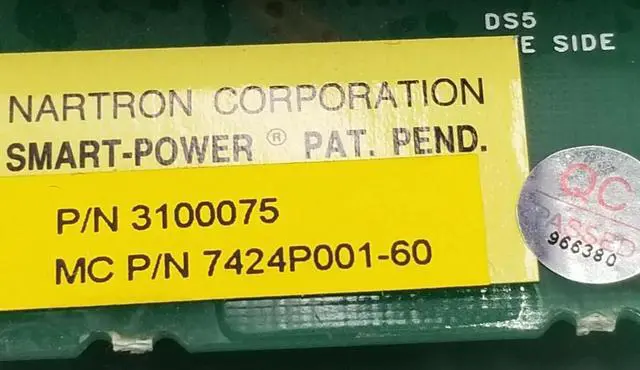 DS5
E SIDE
NARTRON CORPORATION
SMART-POWER ® PAT. PEND.
P/N 3100075
MC P/N 7424P001-60
QC
PASSED
966380